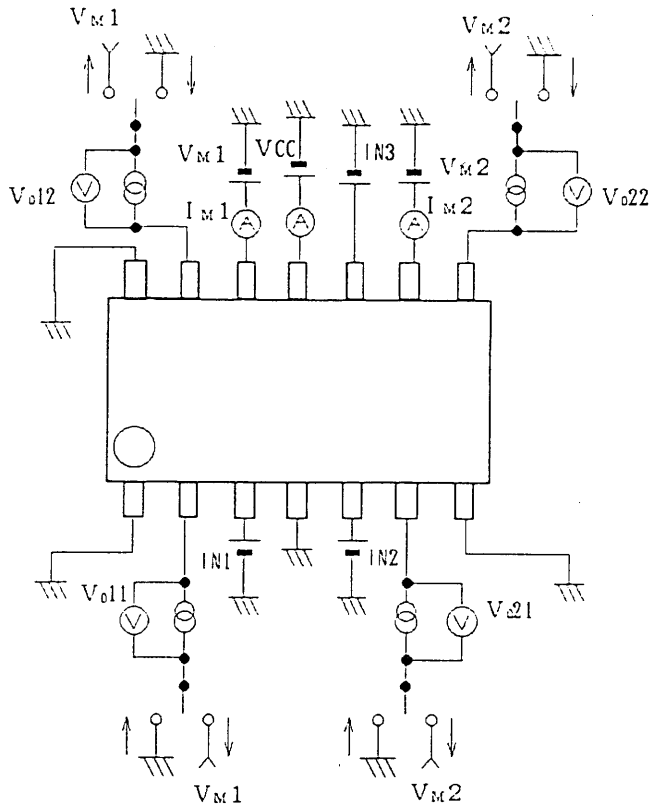 VM1
VM2
VM1
VCC
IN3
VM2
Vo12
V
IM1
A
A
IM2
A
V
Vo22
IN1
IN2
Vo11
V
V
Vo21
VM1
VM2